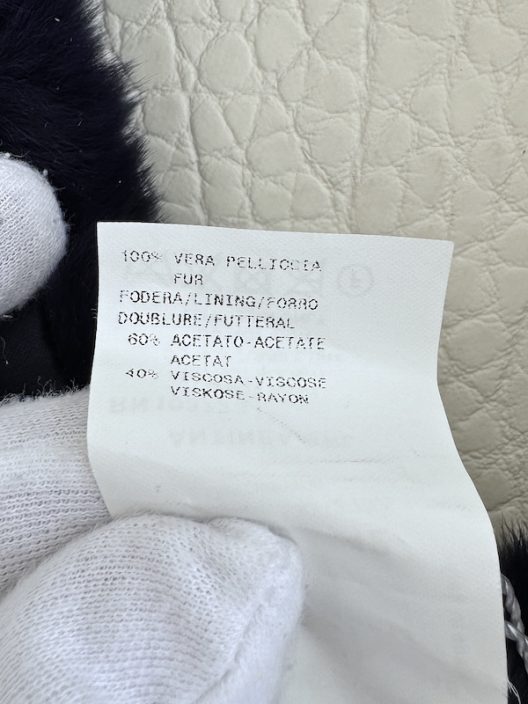 100% VERA PELLICCIA
FUR
FODERA/LINING/FORRO
DOUBLURE/FUTTERAL
60% ACETATO-ACETATE
ACETAT
40% VISCOSA-VISCOSE
VISKOSE-RAYON